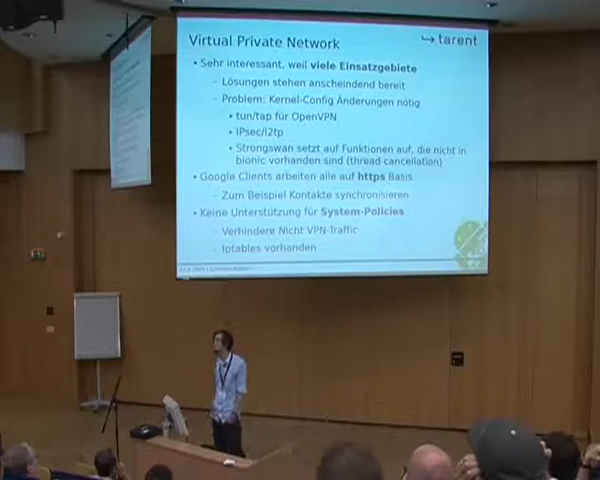 Virtual Private Network
tarent
• Sehr interessant, weil viele Einsatzgebiete
– Lösungen stehen anscheindend bereit
– Problem: Kernel-Config Änderungen nötig
• tun/tap für OpenVPN
• IPsec/l2tp
• Strongswan setzt auf Funktionen auf, die nicht in
bionic vorhanden sind (thread cancellation)
• Google Clients arbeiten alle auf https Basis
– Zum Beispiel Kontakte synchronisieren
• Keine Unterstützung für System-Policies
– Verhindere Nicht VPN-Traffic
– Iptables vorhanden